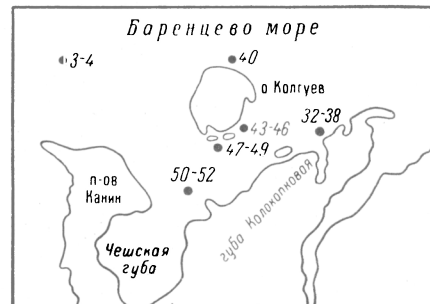 Баренцево море
3-4
40
о Колгуев
43-46
32-38
47-49
50-52
п-ов
Канин
губа Колоколковая
Чешская
губа